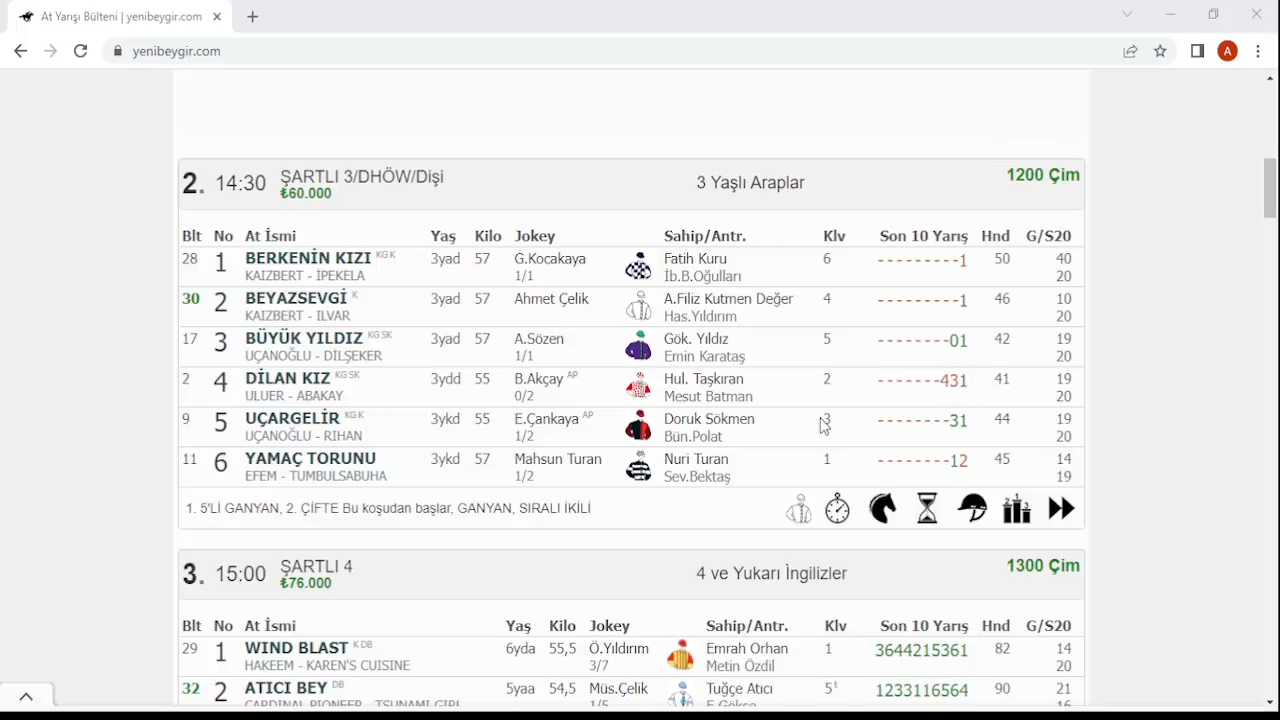 At Yarışı Bülteni | yenibeygir.com
yenibeygir.com
A
2. 14:30 ŞARTLI 3/DHÖW/Dişi 3 Yaşlı Araplar 1200 Çim
₺60.000
Blt No At İsmi Yaş Kilo Jokey Sahip/Antr. Klv Son 10 Yarış Hnd G/S20
28 1 BERKENİN KIZI KG K 3yad 57 G.Kocakaya Fatih Kuru 6 ---------1 50 40
KAIZBERT - İPEKELA 1/1 İb.B.Oğulları 20
30 2 BEYAZSEVGİ K 3yad 57 Ahmet Çelik A.Filiz Kutmen Değer 4 ---------1 46 10
KAIZBERT - ILVAR Has.Yıldırım 20
17 3 BÜYÜK YILDIZ KG SK 3yad 57 A.Sözen Gök. Yıldız 5 --------01 42 19
UÇANOĞLU - DİLŞEKER 1/1 Emin Karataş 20
2 4 DİLAN KIZ KG SK 3ydd 55 B.Akçay AP Hul. Taşkıran 2 -------431 41 19
ULUER - ABAKAY 0/2 Mesut Batman 20
9 5 UÇARGELİR KG K 3ykd 55 E.Çankaya AP Doruk Sökmen 3 --------31 44 19
UÇANOĞLU - RIHAN 1/2 Bün.Polat 20
11 6 YAMAÇ TORUNU 3ykd 57 Mahsun Turan Nuri Turan 1 --------12 45 14
EFEM - TUMBULSABUHA 1/2 Sev.Bektaş 19
1. 5'Lİ GANYAN, 2. ÇİFTE Bu koşudan başlar, GANYAN, SIRALI İKİLİ
3. 15:00 ŞARTLI 4 4 ve Yukarı İngilizler 1300 Çim
₺76.000
Blt No At İsmi Yaş Kilo Jokey Sahip/Antr. Klv Son 10 Yarış Hnd G/S20
29 1 WIND BLAST K DB 6yda 55,5 Ö.Yıldırım Emrah Orhan 1 3644215361 82 14
HAKEEM - KAREN'S CUISINE 3/7 Metin Özdil 20
32 2 ATICI BEY DB 5yaa 54,5 Müs.Çelik Tuğçe Atıcı 5t 1233116564 90 21